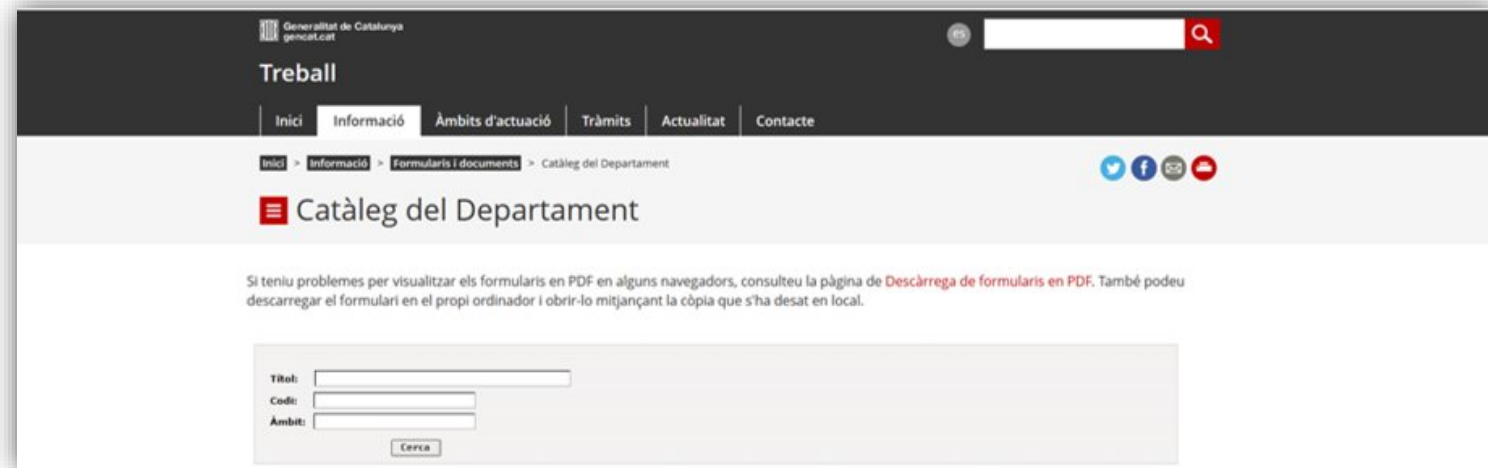 Generalitat de Catalunya
gencat.cat
es
Treball
Inici Informació Àmbits d'actuació Tràmits Actualitat Contacte
Inici > Informació > Formularis i documents > Catàleg del Departament
Catàleg del Departament
Si teniu problemes per visualitzar els formularis en PDF en alguns navegadors, consulteu la pàgina de Descàrrega de formularis en PDF. També podeu
descarregar el formulari en el propi ordinador i obrir-lo mitjançant la còpia que s'ha desat en local.
Títol:
Codi:
Àmbit:
Cerca